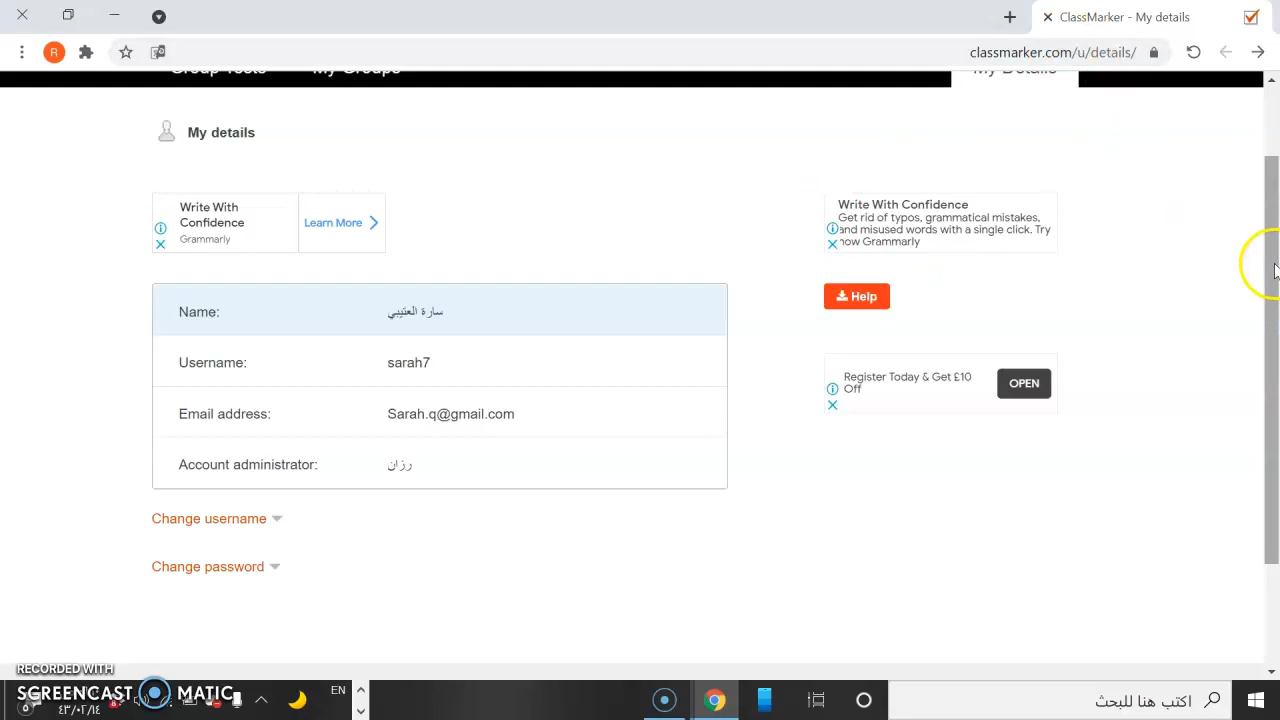 ClassMarker - My details
R
classmarker.com/u/details/
Group Tests
My Groups
My Details
My details
Write With
Confidence
Grammarly
Learn More
Write With Confidence
Get rid of typos, grammatical mistakes,
and misused words with a single click. Try
now Grammarly
Help
Name:
سارة العتيبي
Username:
sarah7
Register Today & Get £10
Off
OPEN
Email address:
Sarah.q@gmail.com
Account administrator:
رزان
Change username
Change password
RECORDED WITH
SCREENCAST MATIC
EN
٤٣/٠٢/١٤
اكتب هنا للبحث